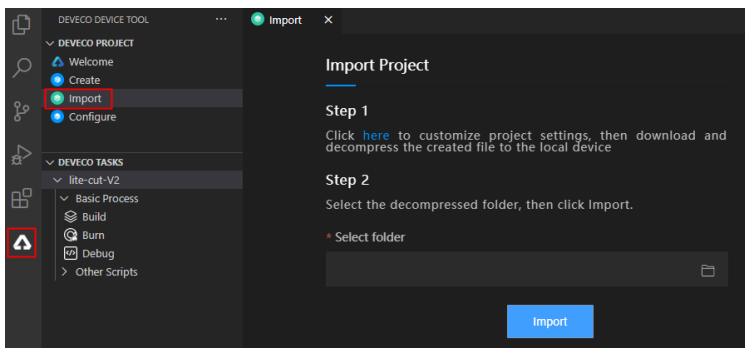 DEVECO DEVICE TOOL
...
Import
DEVECO PROJECT
Welcome
Create
Import
Configure
DEVECO TASKS
lite-cut-V2
Basic Process
Build
Burn
Debug
Other Scripts
Import Project
Step 1
Click here to customize project settings, then download and
decompress the created file to the local device
Step 2
Select the decompressed folder, then click Import.
* Select folder
Import